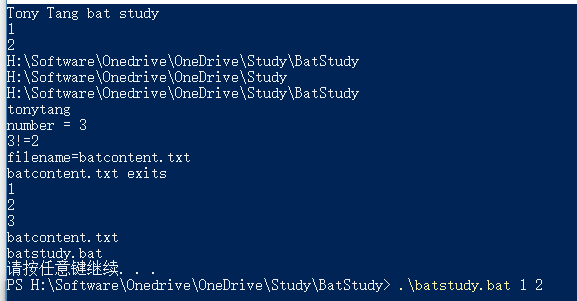 Tony Tang bat study
1
2
H:\Software\Onedrive\OneDrive\Study\BatStudy
H:\Software\Onedrive\OneDrive\Study
H:\Software\Onedrive\OneDrive\Study\BatStudy
tonytang
number = 3
3!=2
filename=batcontent.txt
batcontent.txt exits
1
2
3
batcontent.txt
batstudy.bat
请按任意键继续. . .
PS H:\Software\Onedrive\OneDrive\Study\BatStudy> .\batstudy.bat 1 2